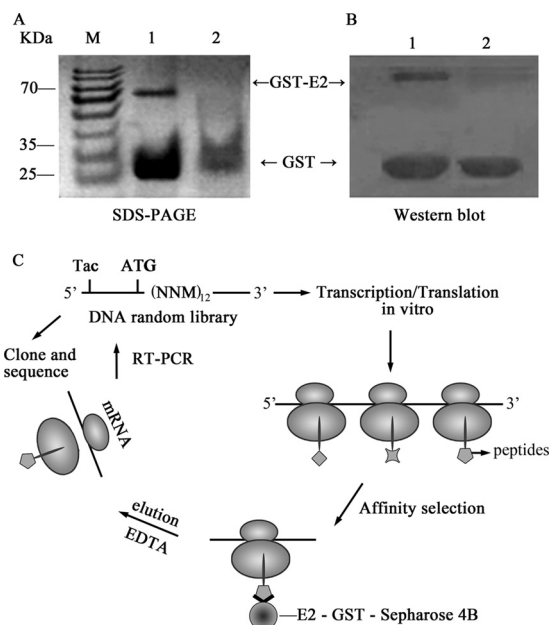 A
B
KDa M 1 2
1 2
70
←GST-E2→
35
25
← GST →
SDS-PAGE
Western blot
C
Tac ATG
5' (NNM)12 3'
DNA random library
Transcription/Translation
in vitro
Clone and
sequence
RT-PCR
mRNA
5' 3'
peptides
Affinity selection
elution
EDTA
E2 - GST - Sepharose 4B